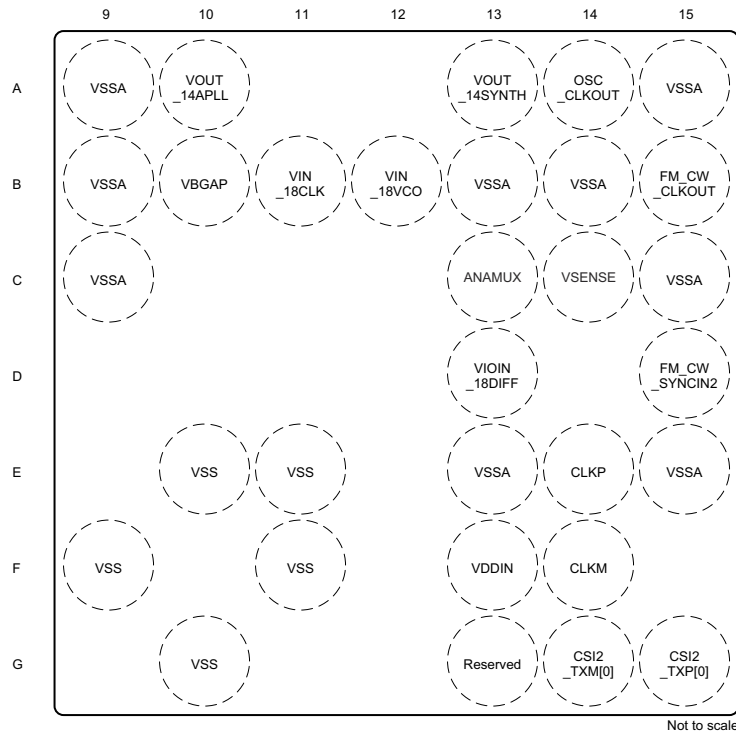 9 10 11 12 13 14 15
A
VSSA
VOUT
_14APLL
VOUT
_14SYNTH
OSC
_CLKOUT
VSSA
B
VSSA
VBGAP
VIN
_18CLK
VIN
_18VCO
VSSA
VSSA
FM_CW
_CLKOUT
C
VSSA
ANAMUX
VSENSE
VSSA
D
VIOIN
_18DIFF
FM_CW
_SYNCIN2
E
VSS
VSS
VSSA
CLKP
VSSA
F
VSS
VSS
VDDIN
CLKM
G
VSS
Reserved
CSI2
_TXM[0]
CSI2
_TXP[0]
Not to scale